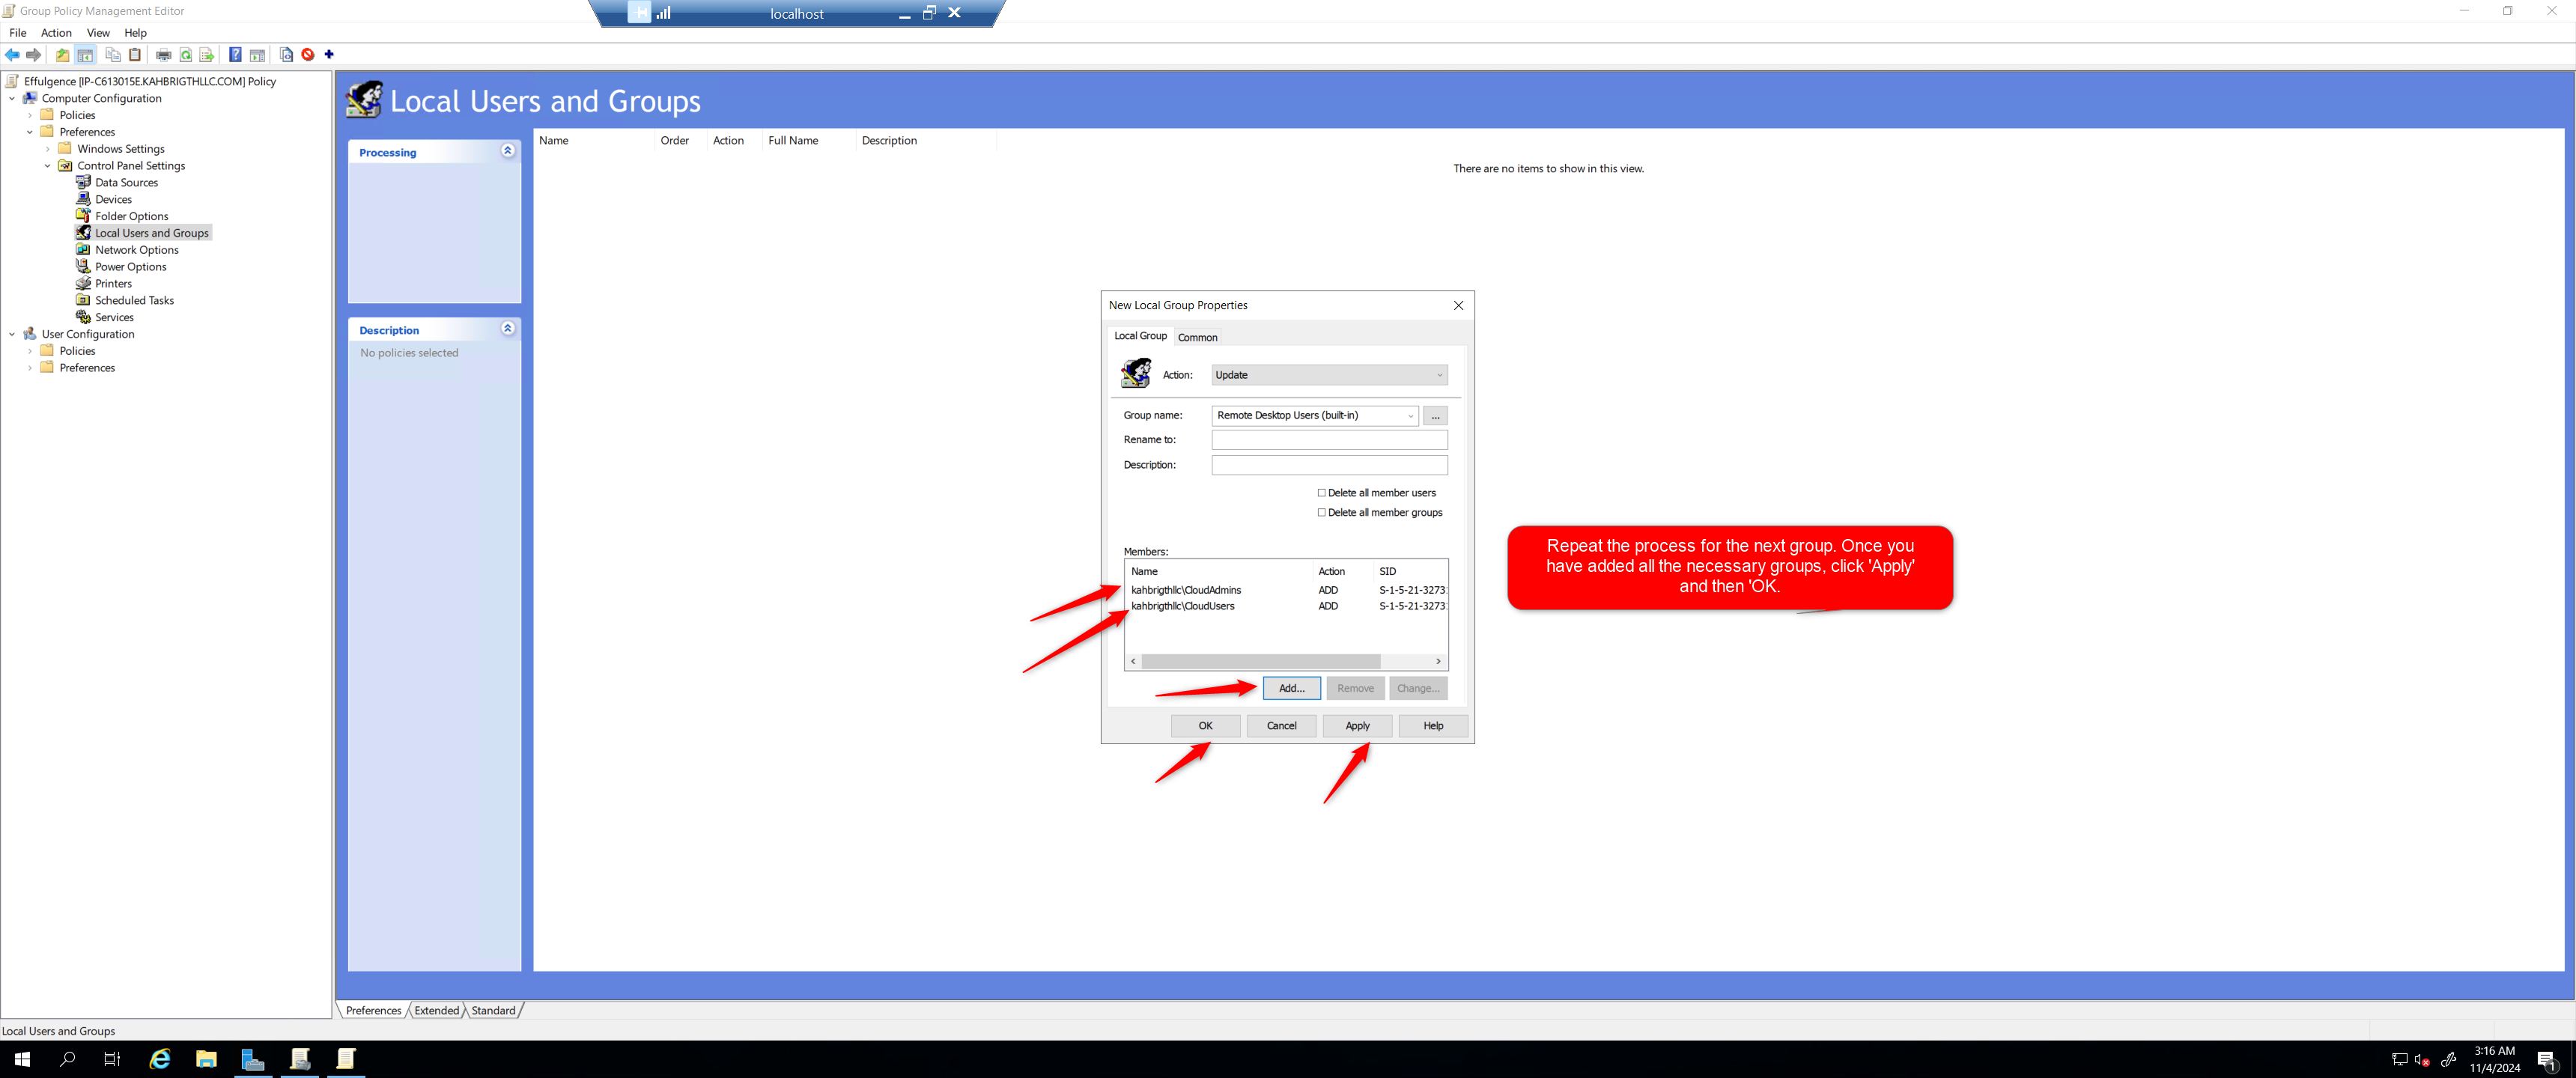 Group Policy Management Editor
localhost
File Action View Help
Effulgence [IP-C613015E.KAHBRIGTHLLC.COM] Policy
Computer Configuration
Policies
Preferences
Windows Settings
Control Panel Settings
Data Sources
Devices
Folder Options
Local Users and Groups
Network Options
Power Options
Printers
Scheduled Tasks
Services
User Configuration
Policies
Preferences
Local Users and Groups
Processing
Description
No policies selected
Name Order Action Full Name Description
There are no items to show in this view.
New Local Group Properties
Local Group Common
Action: Update
Group name: Remote Desktop Users (built-in) ...
Rename to:
Description:
Delete all member users
Delete all member groups
Members:
Name Action SID
kahbrigthllc\CloudAdmins ADD S-1-5-21-3273
kahbrigthllc\CloudUsers ADD S-1-5-21-3273
Add... Remove Change...
OK Cancel Apply Help
Repeat the process for the next group. Once you
have added all the necessary groups, click 'Apply'
and then 'OK.
Preferences Extended Standard
Local Users and Groups
3:16 AM
11/4/2024
1